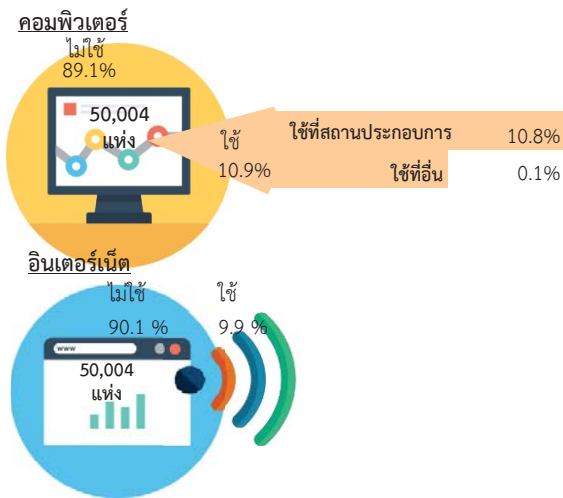 คอมพิวเตอร์
ไม่ใช้
89.1%
50,004
แห่ง
ใช้
10.9%
ใช้ที่สถานประกอบการ 10.8%
ใช้ที่อื่น 0.1%
อินเตอร์เน็ต
ไม่ใช้ ใช้
90.1 % 9.9 %
www
50,004
แห่ง